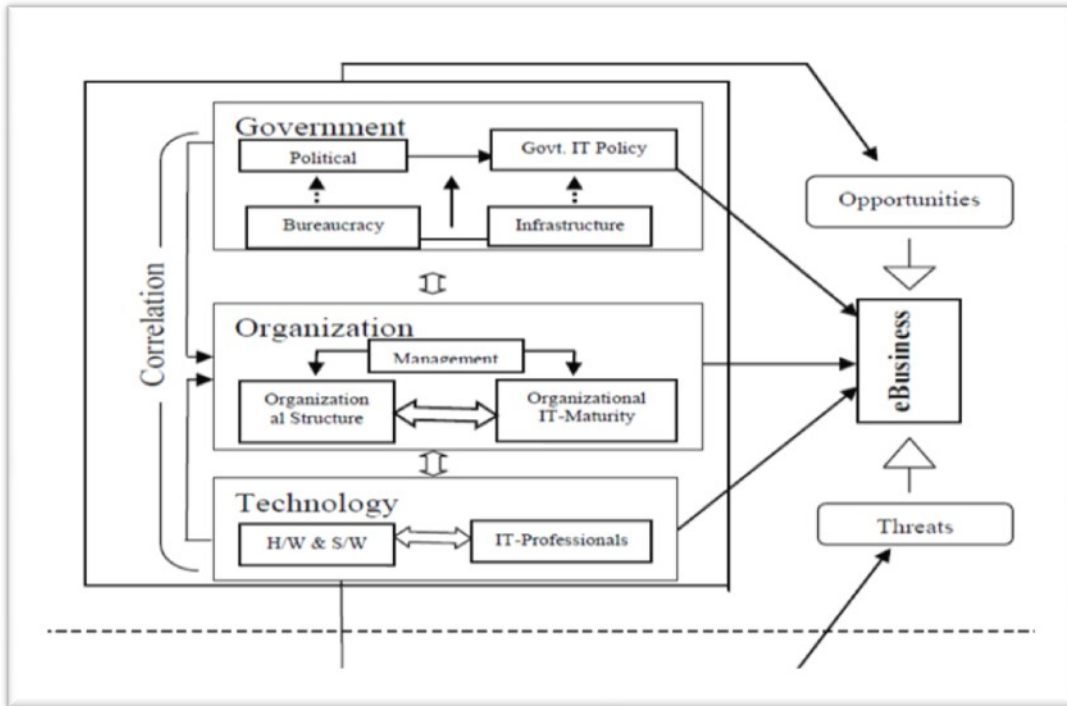 Government
Political
Govt. IT Policy
Bureaucracy
Infrastructure
Opportunities
Correlation
Organization
Management
Organization
al Structure
Organizational
IT-Maturity
eBusiness
Technology
H/W & S/W
IT-Professionals
Threats